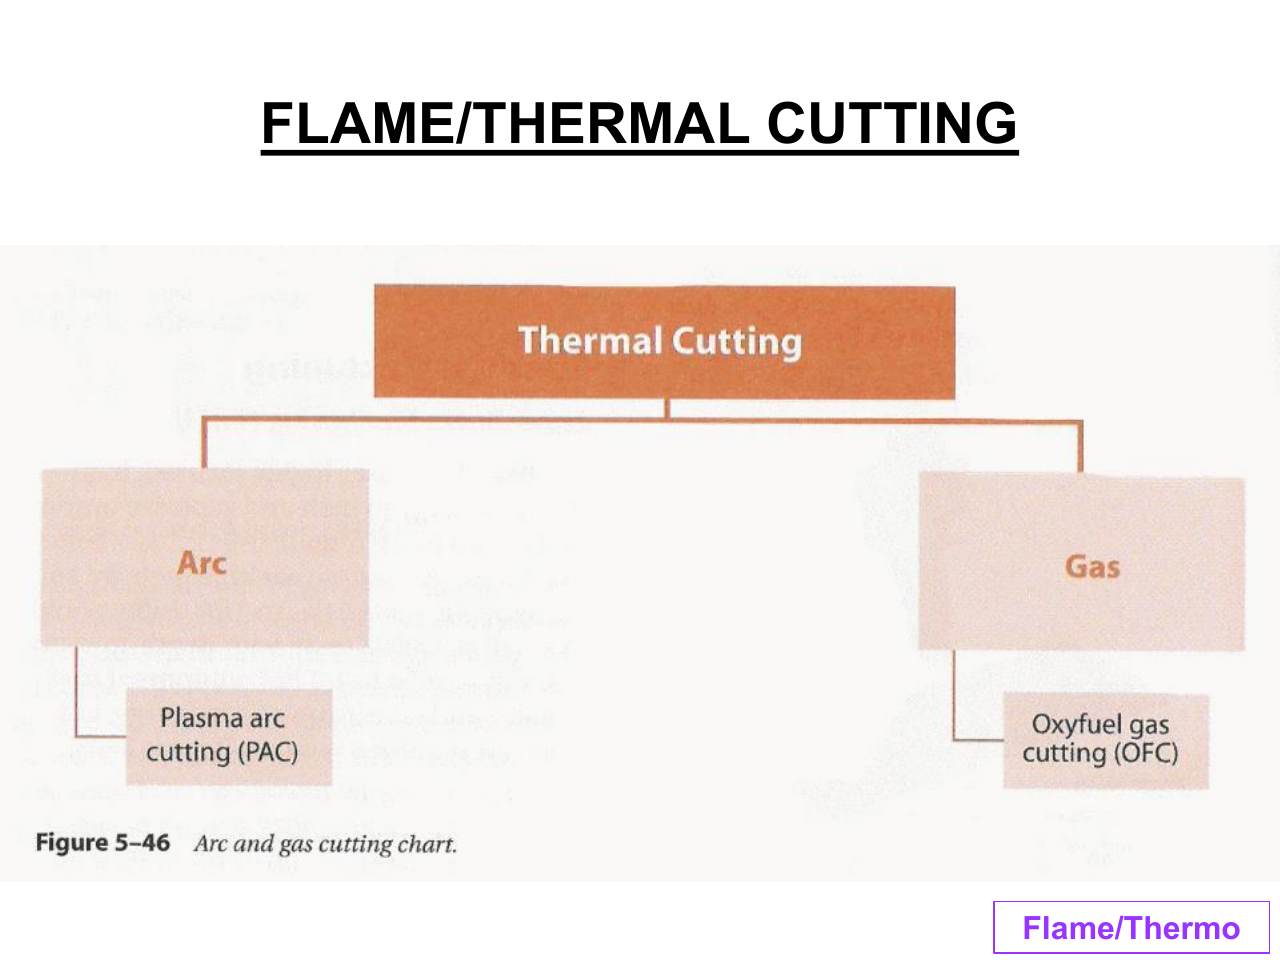 FLAME/THERMAL CUTTING
Thermal Cutting
Arc
Gas
Plasma arc
cutting (PAC)
Oxyfuel gas
cutting (OFC)
Figure 5–46 Arc and gas cutting chart.
Flame/Thermo